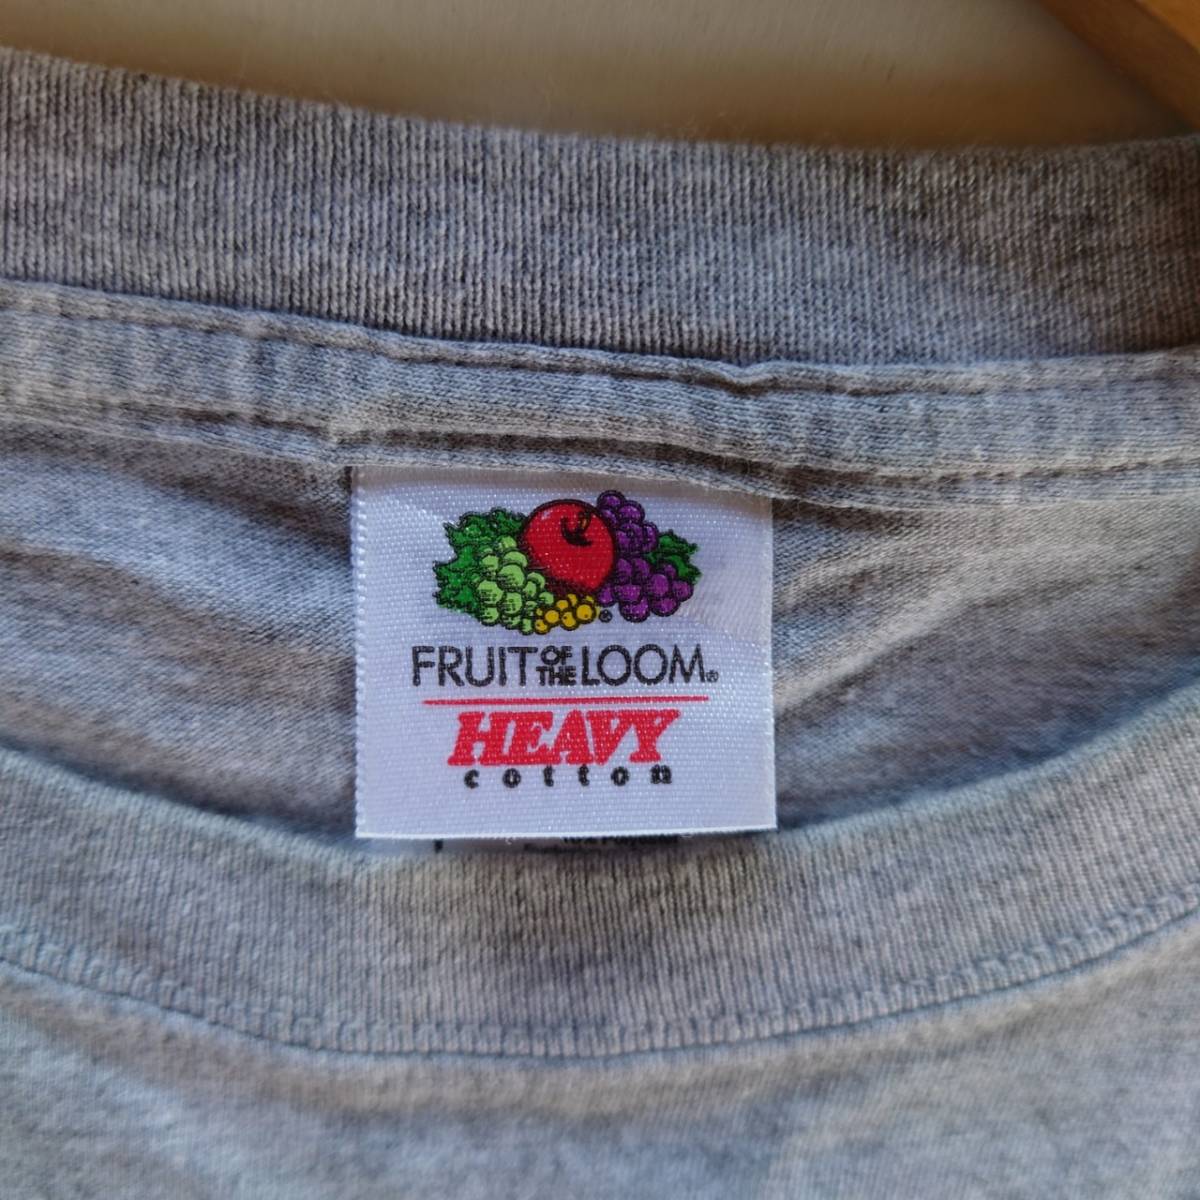 FRUIT OF THE LOOM®
HEAVY
cotton